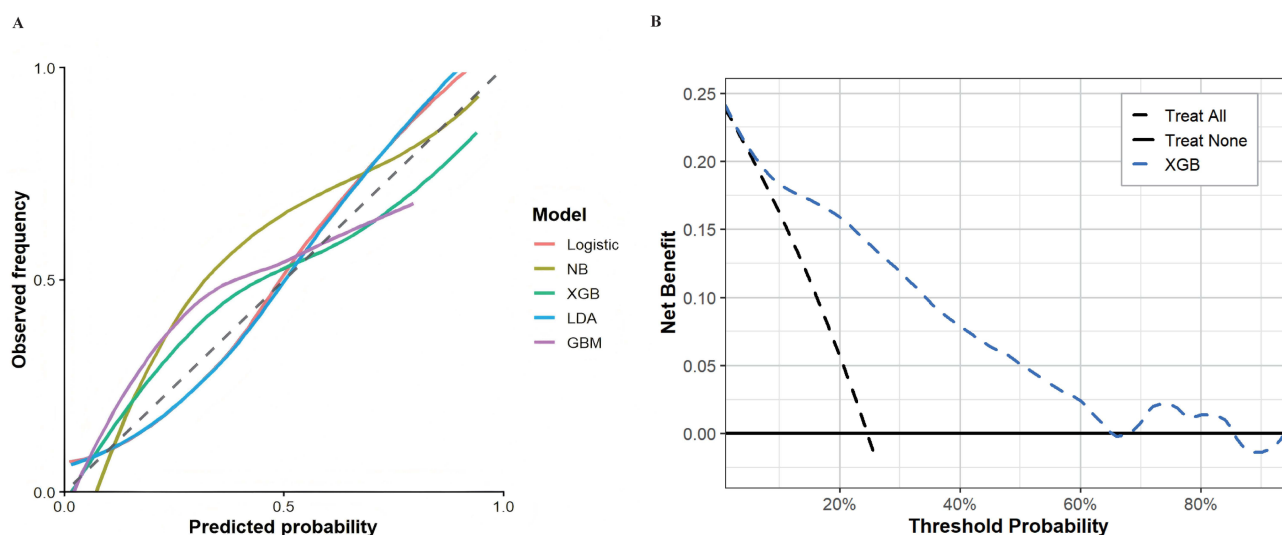 A
1.0
0.5
0.0
Observed frequency
0.0
0.5
1.0
Predicted probability
Model
Logistic
NB
XGB
LDA
GBM
B
0.25
0.20
0.15
0.10
0.05
0.00
Net Benefit
Treat All
Treat None
XGB
20%
40%
60%
80%
Threshold Probability